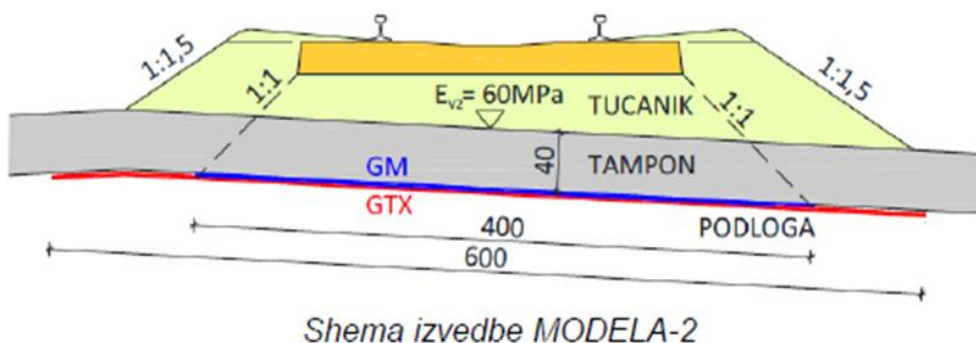 1:1,5
1:1
E_v2= 60MPa
TUCANIK
1:1
1:1,5
40
TAMPON
GM
GTX
PODLOGA
400
600
Shema izvedbe MODELA-2